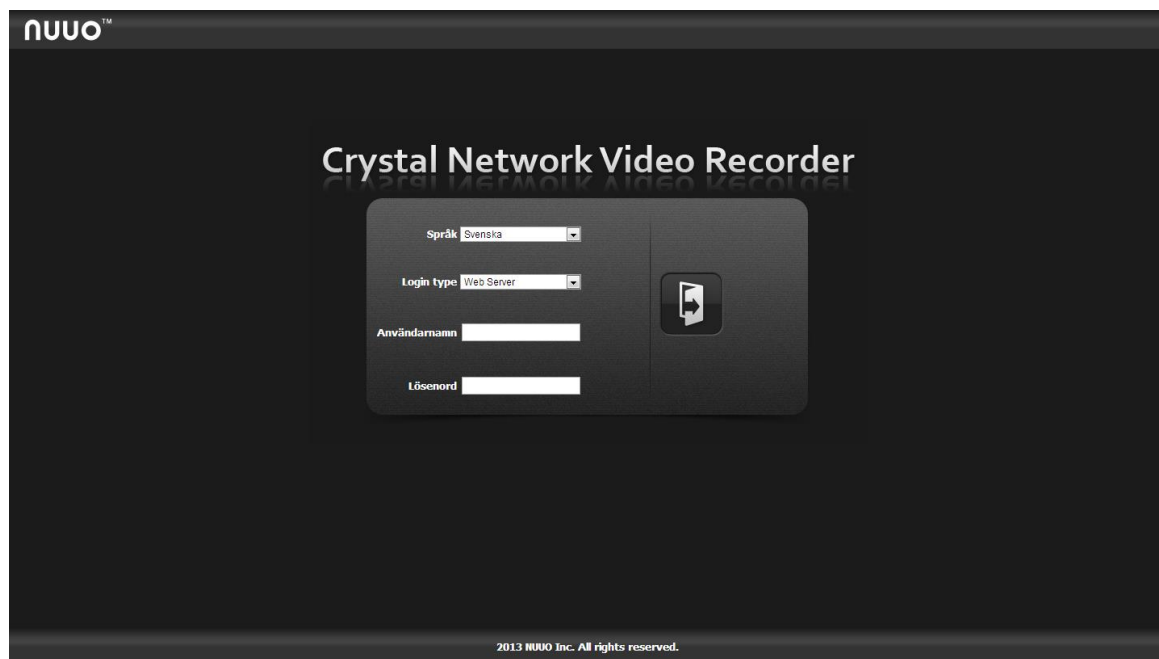 nuuo™
Crystal Network Video Recorder
Språk Svenska
Login type Web Server
Användarnamn
Lösenord
2013 NUUO Inc. All rights reserved.